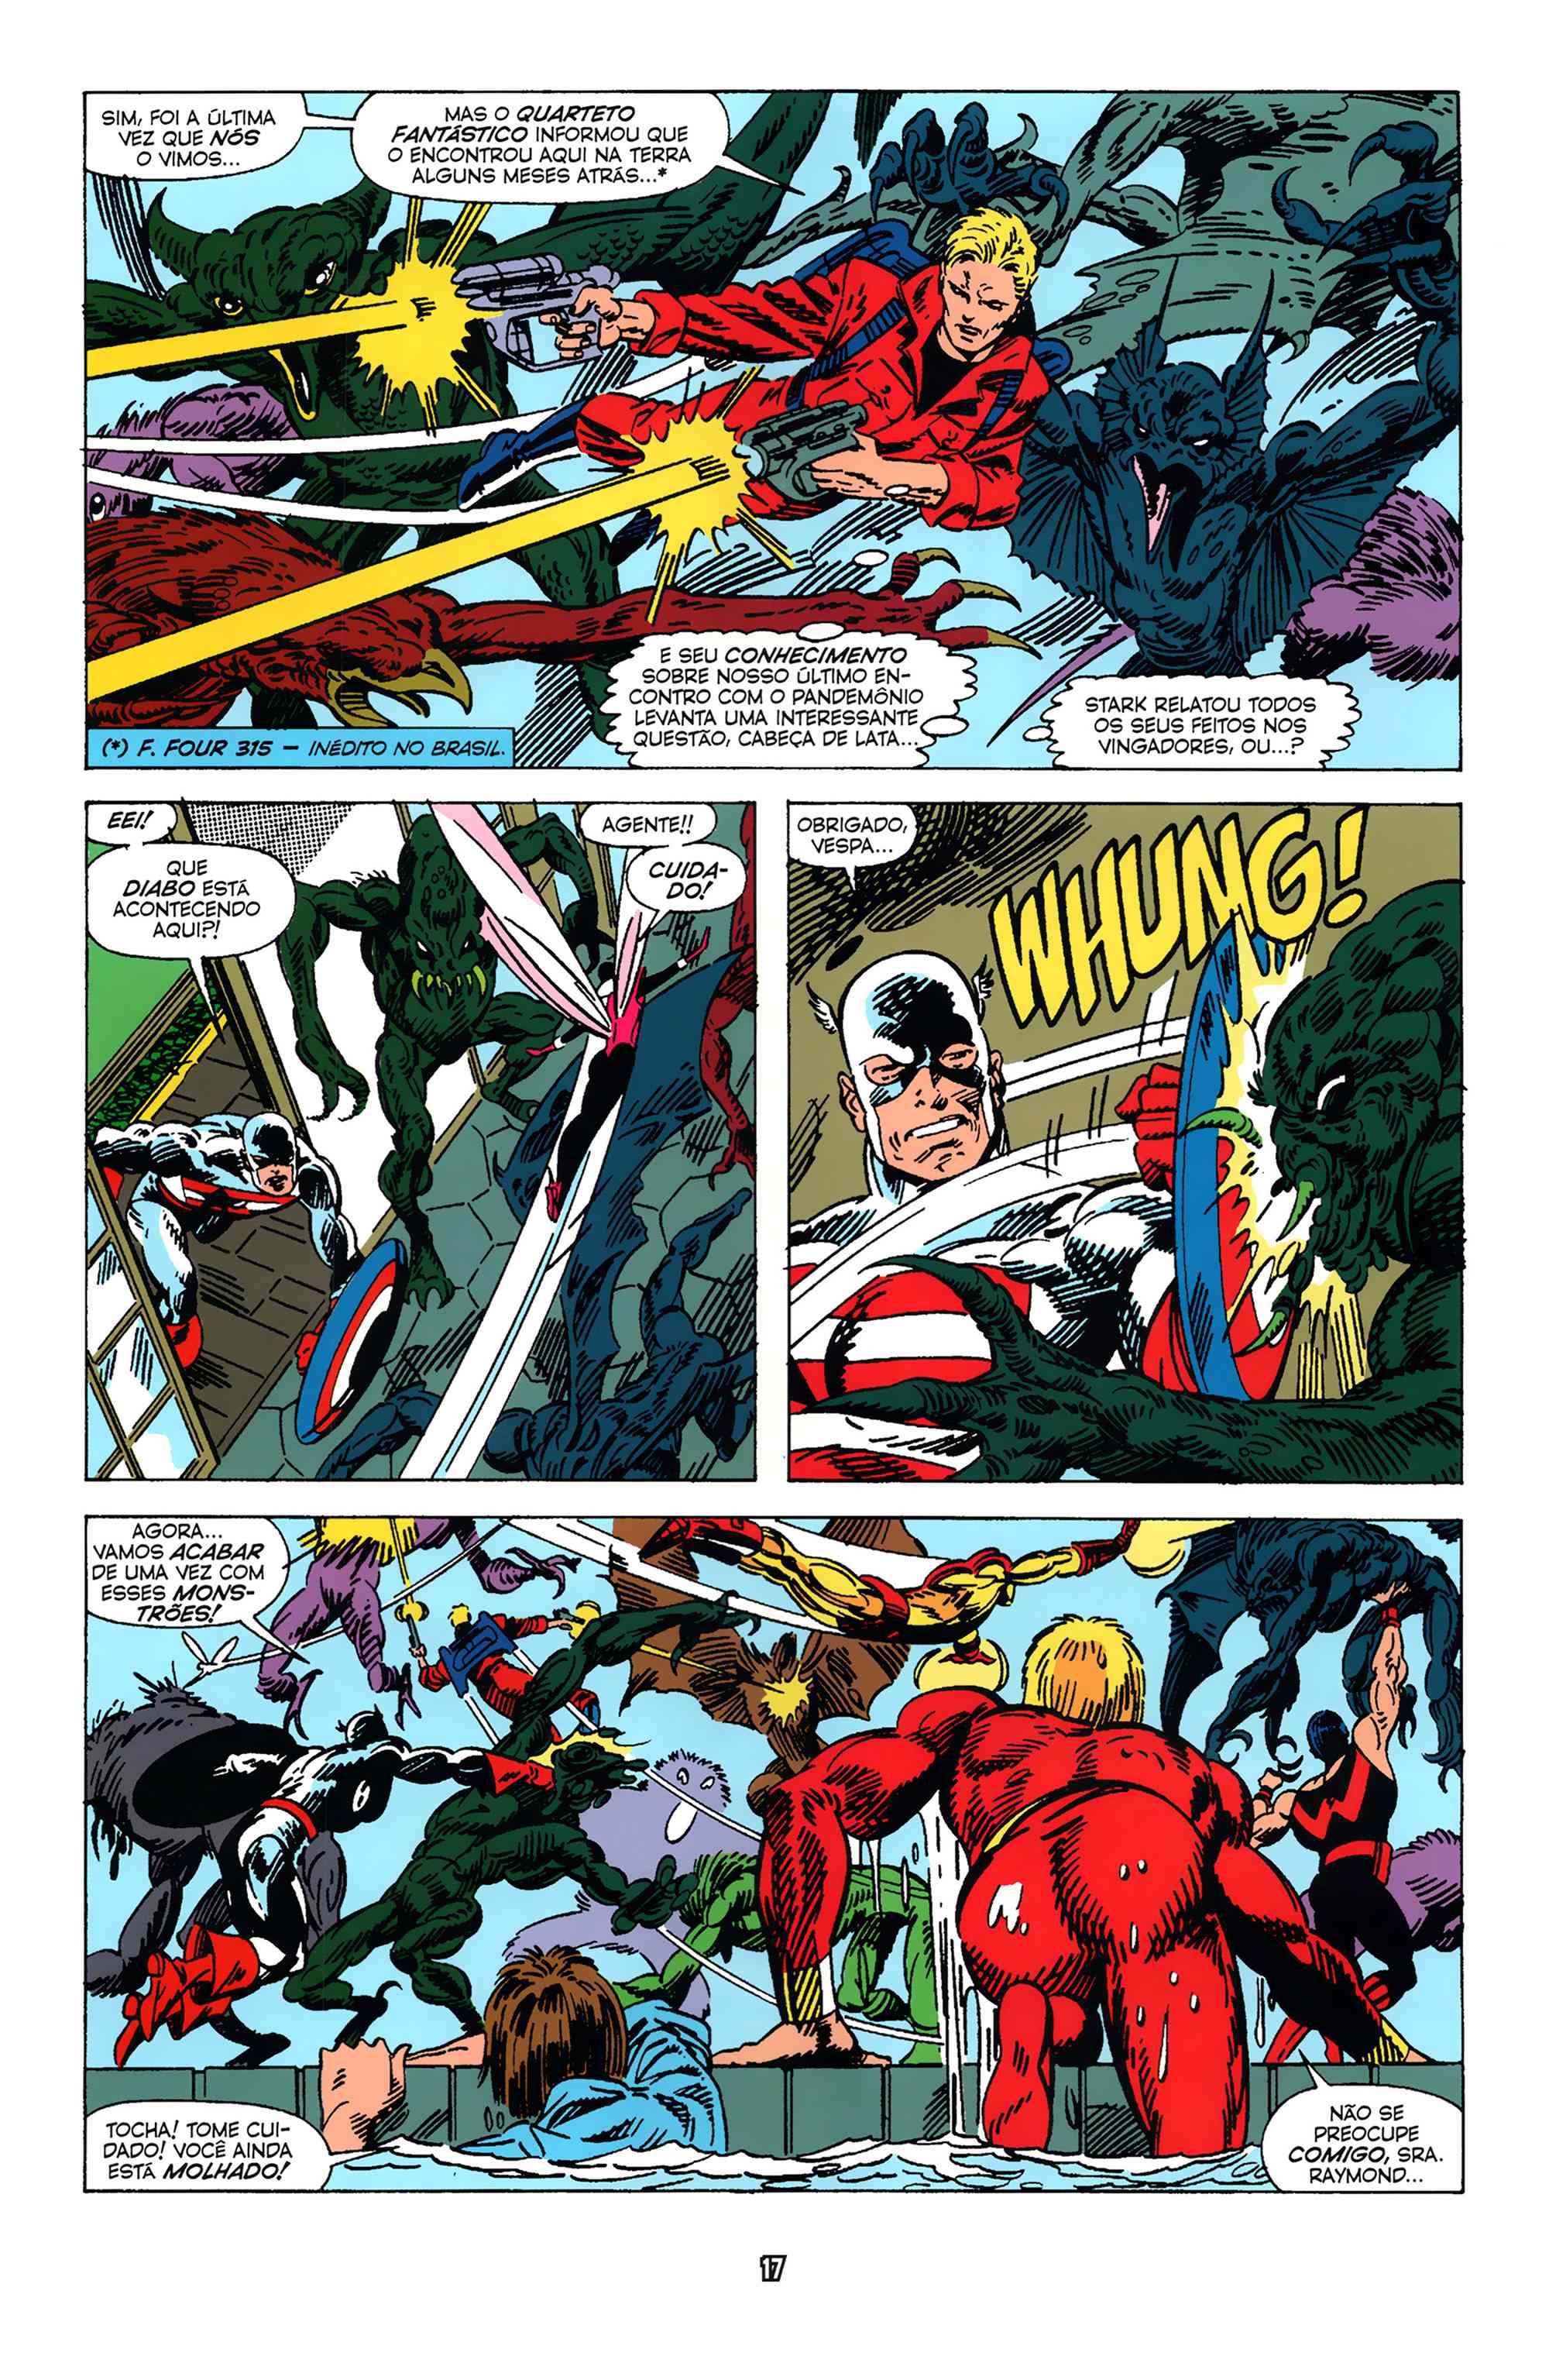 SIM, FOI A ÚLTIMA
VEZ QUE NÓS
O VIMOS...
MAS O QUARTETO
FANTÁSTICO INFORMOU QUE
O ENCONTROU AQUI NA TERRA
ALGUNS MESES ATRÁS...*
E SEU CONHECIMENTO
SOBRE NOSSO ÚLTIMO EN-
CONTRO COM O PANDEMÔNIO
LEVANTA UMA INTERESSANTE
QUESTÃO, CABEÇA DE LATA...
STARK RELATOU TODOS
OS SEUS FEITOS NOS
VINGADORES, OU...?
(*) F. FOUR 315 — INÉDITO NO BRASIL.
EEI!
QUE
DIABO ESTÁ
ACONTECENDO
AQUI?!
AGENTE!!
CUIDA-
DO!
OBRIGADO,
VESPA...
WHUNG!
AGORA...
VAMOS ACABAR
DE UMA VEZ COM
ESSES MONS-
TRÕES!
TOCHA! TOME CUI-
DADO! VOCÊ AINDA
ESTÁ MOLHADO!
NÃO SE
PREOCUPE
COMIGO, SRA.
RAYMOND...
17